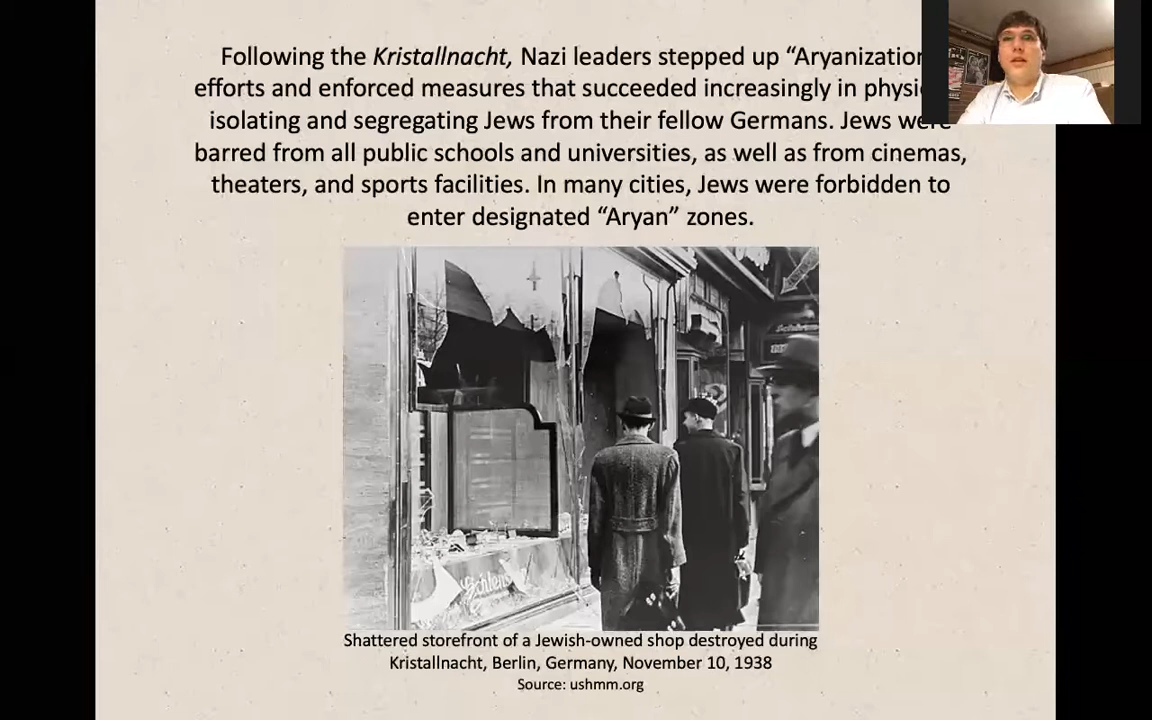 Following the Kristallnacht, Nazi leaders stepped up “Aryanization
efforts and enforced measures that succeeded increasingly in
isolating and segregating Jews from their fellow Germans. Jews were
barred from all public schools and universities, as well as from cinemas,
theaters, and sports facilities. In many cities, Jews were forbidden to
enter designated “Aryan” zones.
Shattered storefront of a Jewish-owned shop destroyed during
Kristallnacht, Berlin, Germany, November 10, 1938
Source: ushmm.org